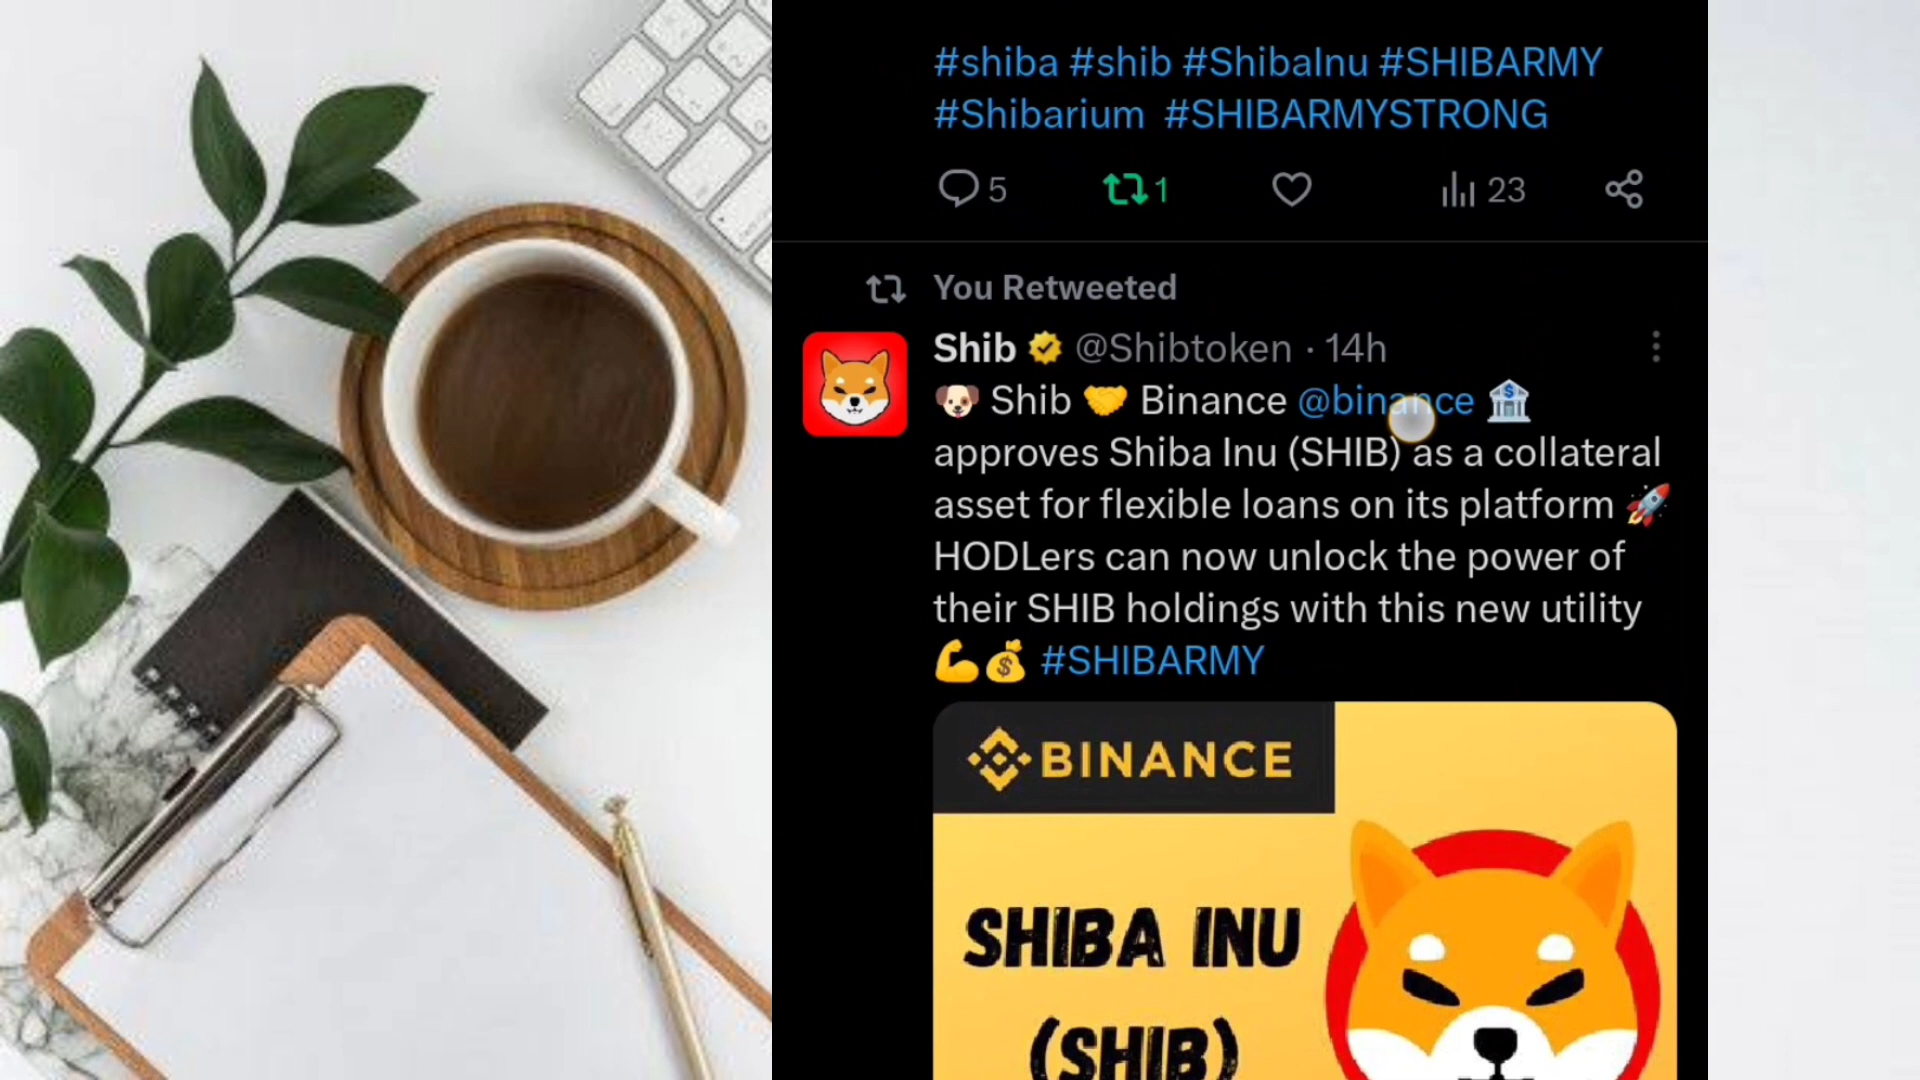 #shiba #shib #ShibaInu #SHIBARMY
#Shibarium #SHIBARMYSTRONG
5 1 23
You Retweeted
Shib @Shibtoken · 14h
🐶 Shib 🤝 Binance @binance 🏦
approves Shiba Inu (SHIB) as a collateral
asset for flexible loans on its platform 🚀
HODLers can now unlock the power of
their SHIB holdings with this new utility
💪💰 #SHIBARMY
BINANCE
SHIBA INU
(SHIB)